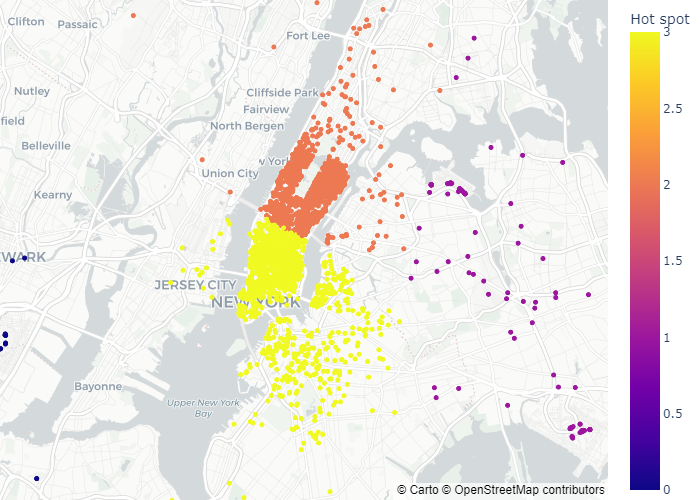 Hot spot
Clifton
Passaic
Fort Lee
Nutley
Cliffside Park
Fairview
North Bergen
field
Belleville
w York
Union City
Kearny
WARK
JERSEY CITY
NEW YORK
Bayonne
Upper New York
Bay
3
2.5
2
1.5
1
0.5
0
© Carto © OpenStreetMap contributors